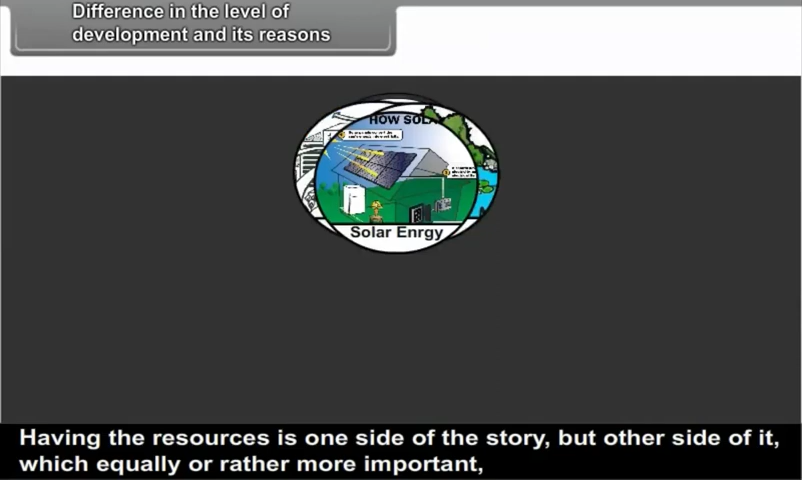 Difference in the level of
development and its reasons
HOW SOLA
Solar Enrgy
Having the resources is one side of the story, but other side of it,
which equally or rather more important,